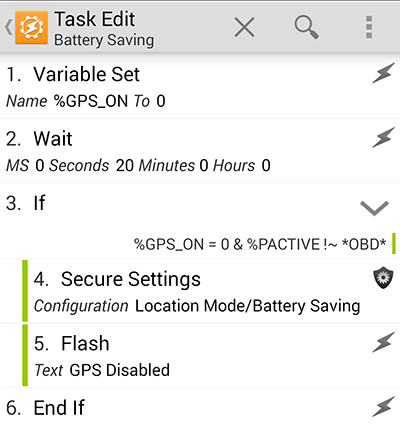 Task Edit
Battery Saving
1. Variable Set
Name %GPS_ON To 0
2. Wait
MS 0 Seconds 20 Minutes 0 Hours 0
3. If
%GPS_ON = 0 & %PACTIVE !~ *OBD*
4. Secure Settings
Configuration Location Mode/Battery Saving
5. Flash
Text GPS Disabled
6. End If